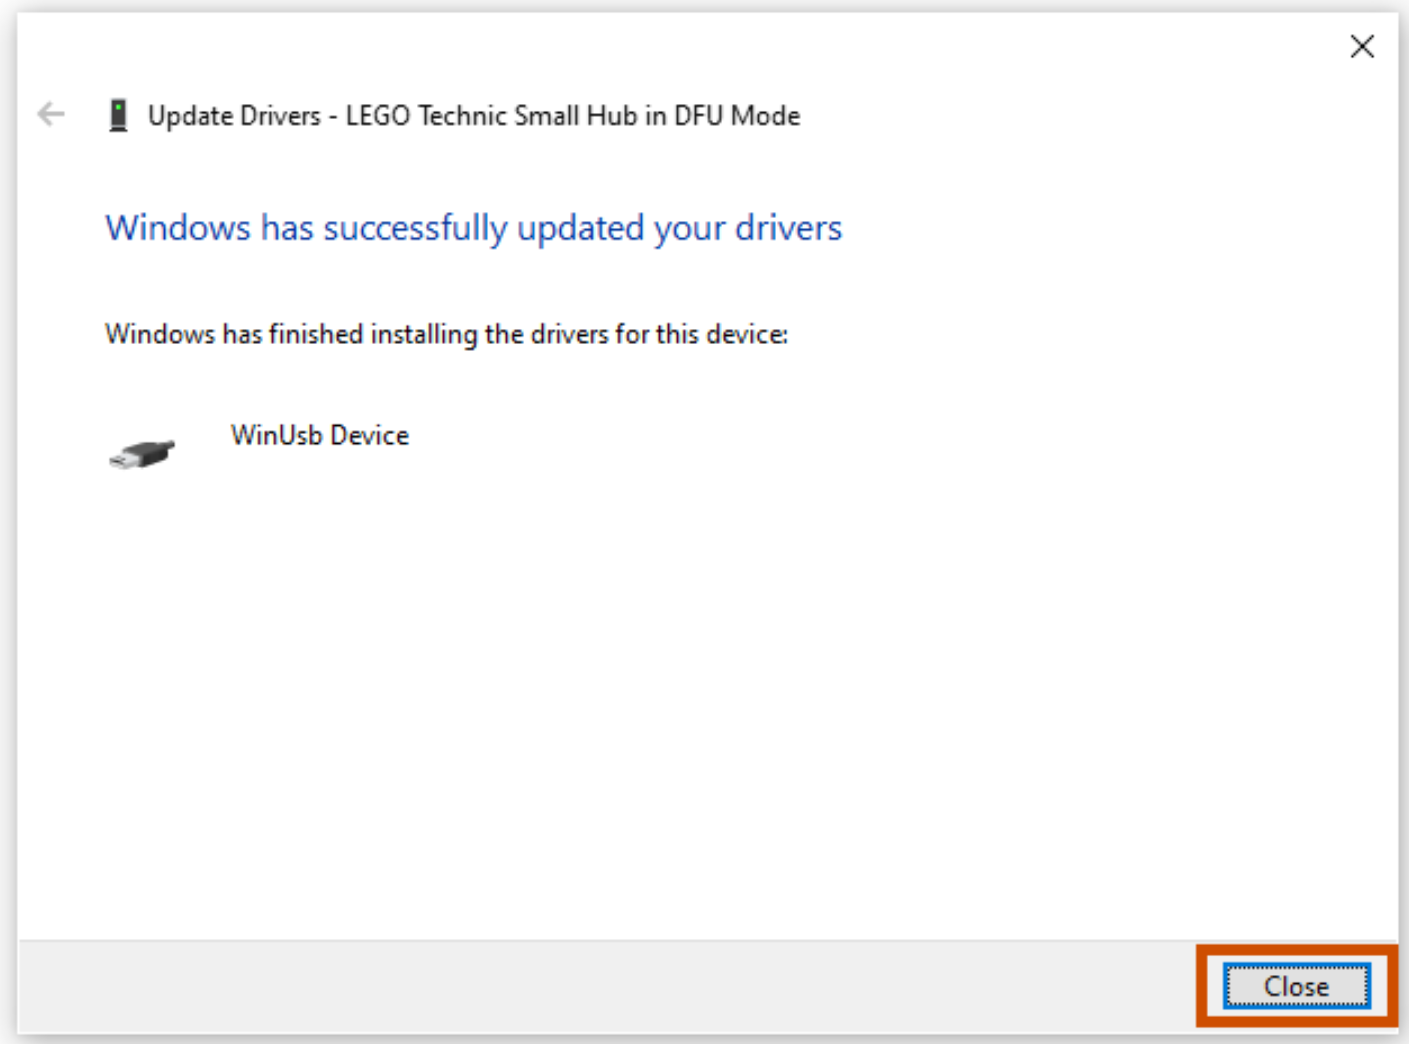 Update Drivers - LEGO Technic Small Hub in DFU Mode
Windows has successfully updated your drivers
Windows has finished installing the drivers for this device:
WinUsb Device
Close